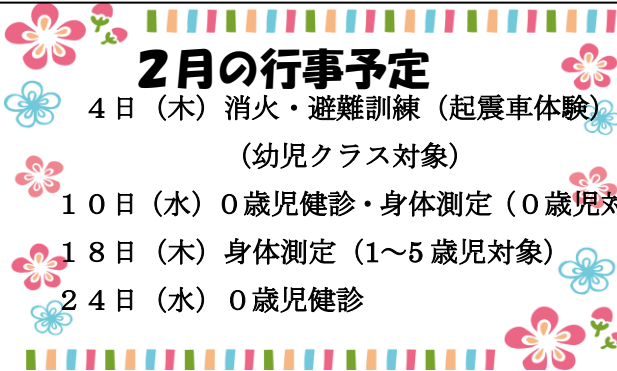 2月の行事予定
４日（木）消火・避難訓練（起震車体験）
（幼児クラス対象）
１０日（水）０歳児健診・身体測定（０歳児対
１８日（木）身体測定（1～5歳児対象）
２４日（水）０歳児健診